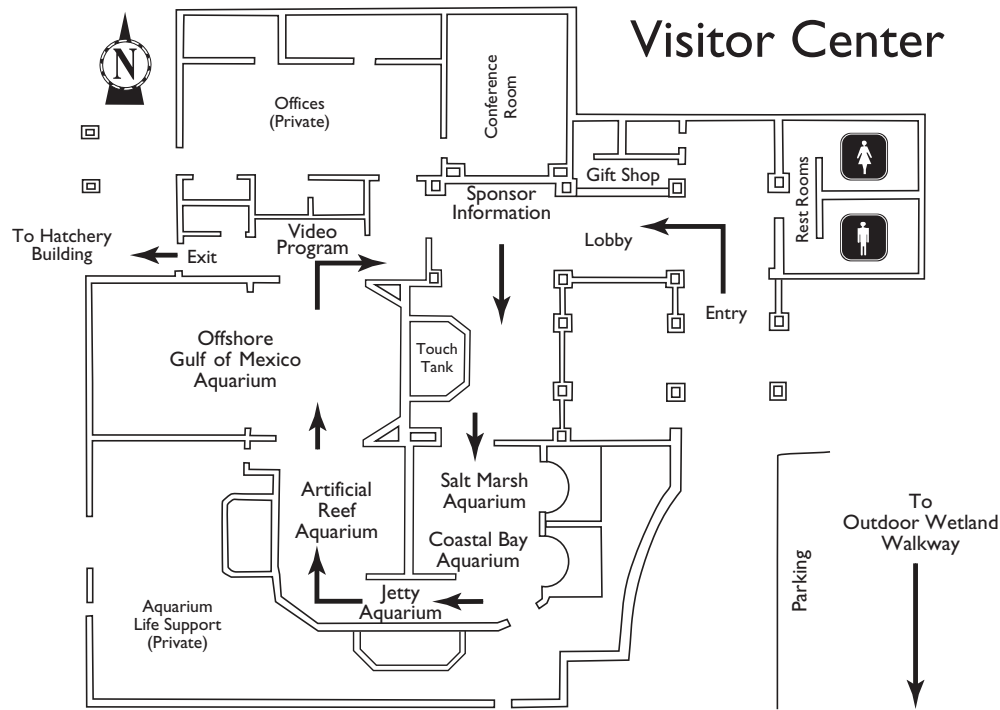 Visitor Center
N
Offices
(Private)
Conference
Room
Gift Shop
Rest Rooms
Sponsor
Information
Lobby
Video
Program
To Hatchery
Building
Exit
Entry
Offshore
Gulf of Mexico
Aquarium
Touch
Tank
Artificial
Reef
Aquarium
Salt Marsh
Aquarium
Coastal Bay
Aquarium
Jetty
Aquarium
Aquarium
Life Support
(Private)
Parking
To
Outdoor Wetland
Walkway